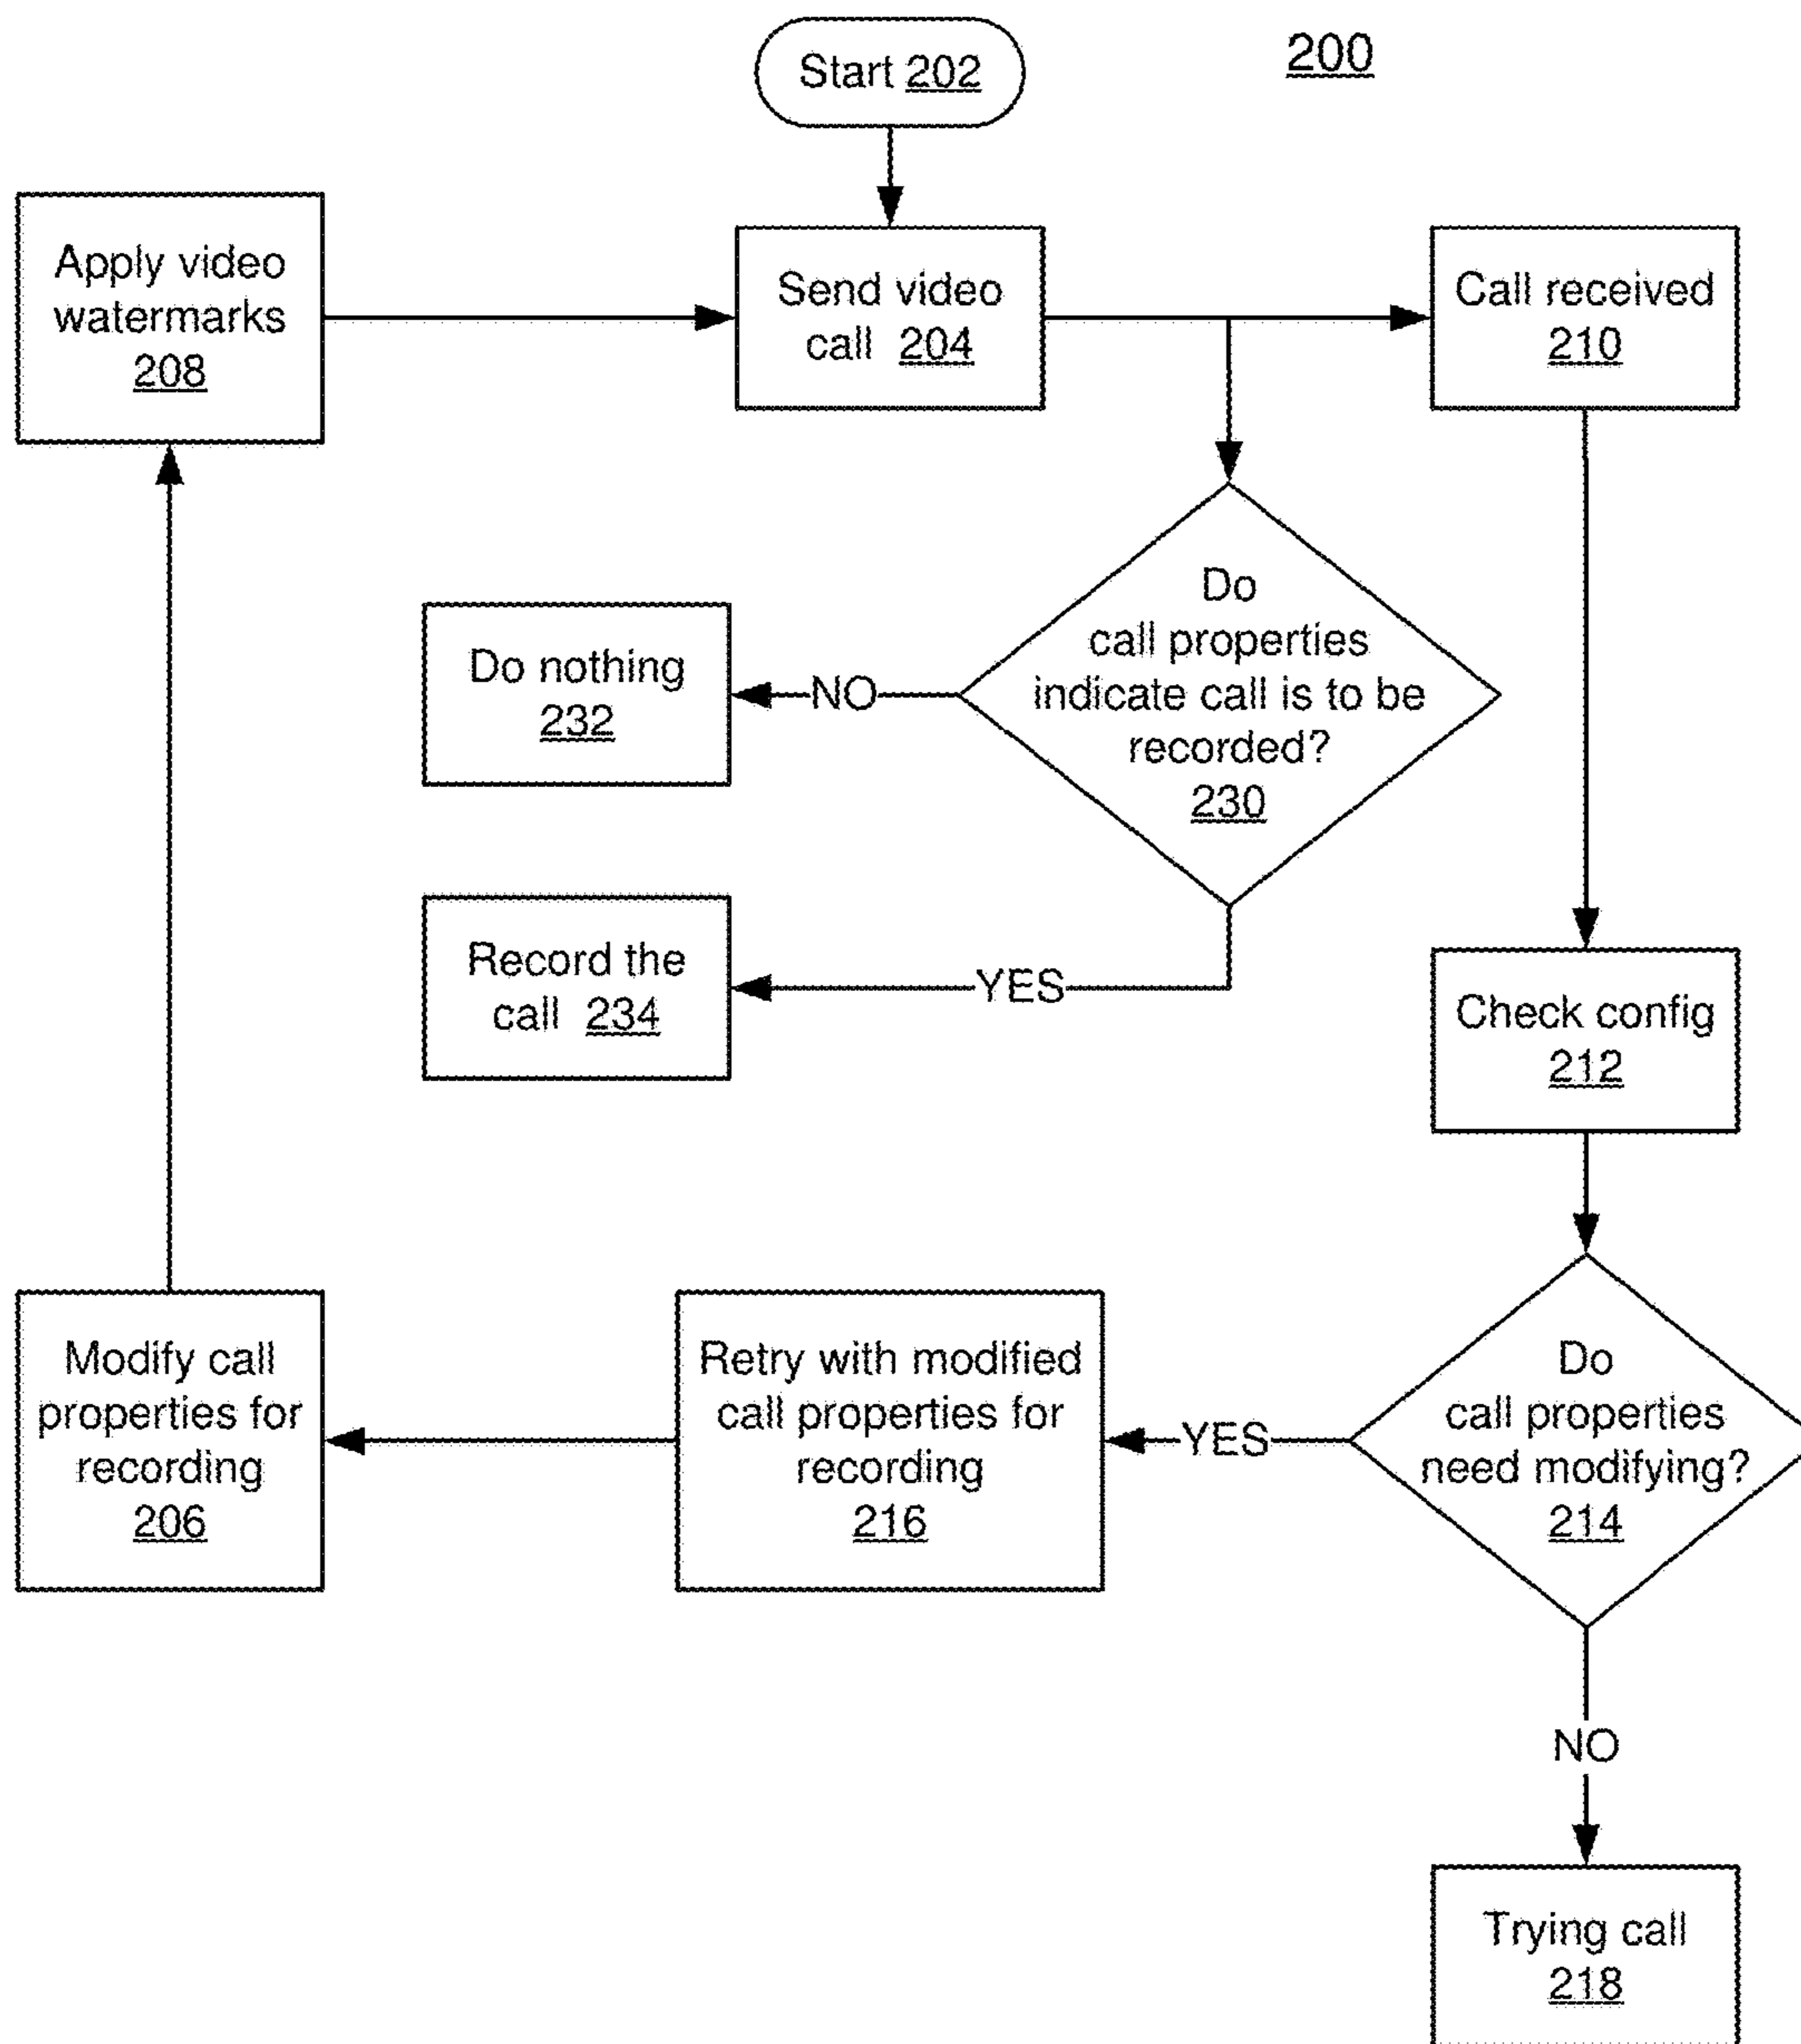 200
Start 202
Apply video
watermarks
208
Send video
call 204
Call received
210
Do
call properties
indicate call is to be
recorded?
230
NO
Do nothing
232
YES
Record the
call 234
Check config
212
Do
call properties
need modifying?
214
YES
Retry with modified
call properties for
recording
216
Modify call
properties for
recording
206
NO
Trying call
218